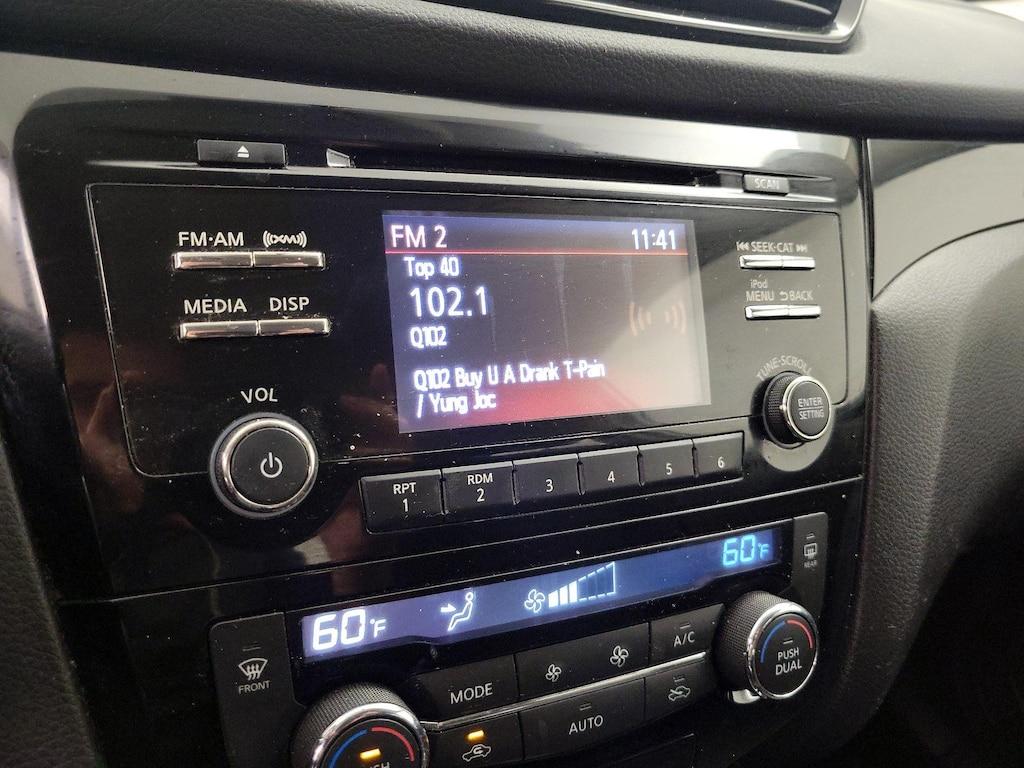 SCAN
FM·AM ((XM))
MEDIA DISP
VOL
FM 2 11:41
Top 40
102.1
Q102
Q102 Buy U A Drank T-Pain
/ Yung Joc
SEEK·CAT
iPod
MENU BACK
TUNE·SCROLL
ENTER
SETTING
RPT
1
RDM
2
3
4
5
6
60°F
60°F
REAR
FRONT
MODE
A/C
AUTO
PUSH
DUAL